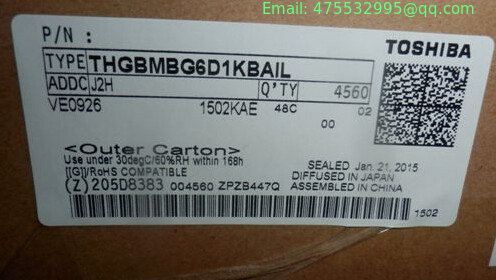 Email: 475532995@qq.com
P/N :
TOSHIBA
TYPE THGBMBG6D1KBAIL
ADDC J2H Q'TY 4560
VE0926 1502KAE 48C 02
00
<Outer Carton>
Use under 30degC/60%RH within 168h
[[G]]/RoHS COMPATIBLE
SEALED Jan. 21, 2015
DIFFUSED IN JAPAN
ASSEMBLED IN CHINA
(Z) 205D8383 004560 ZPZB447Q
1502